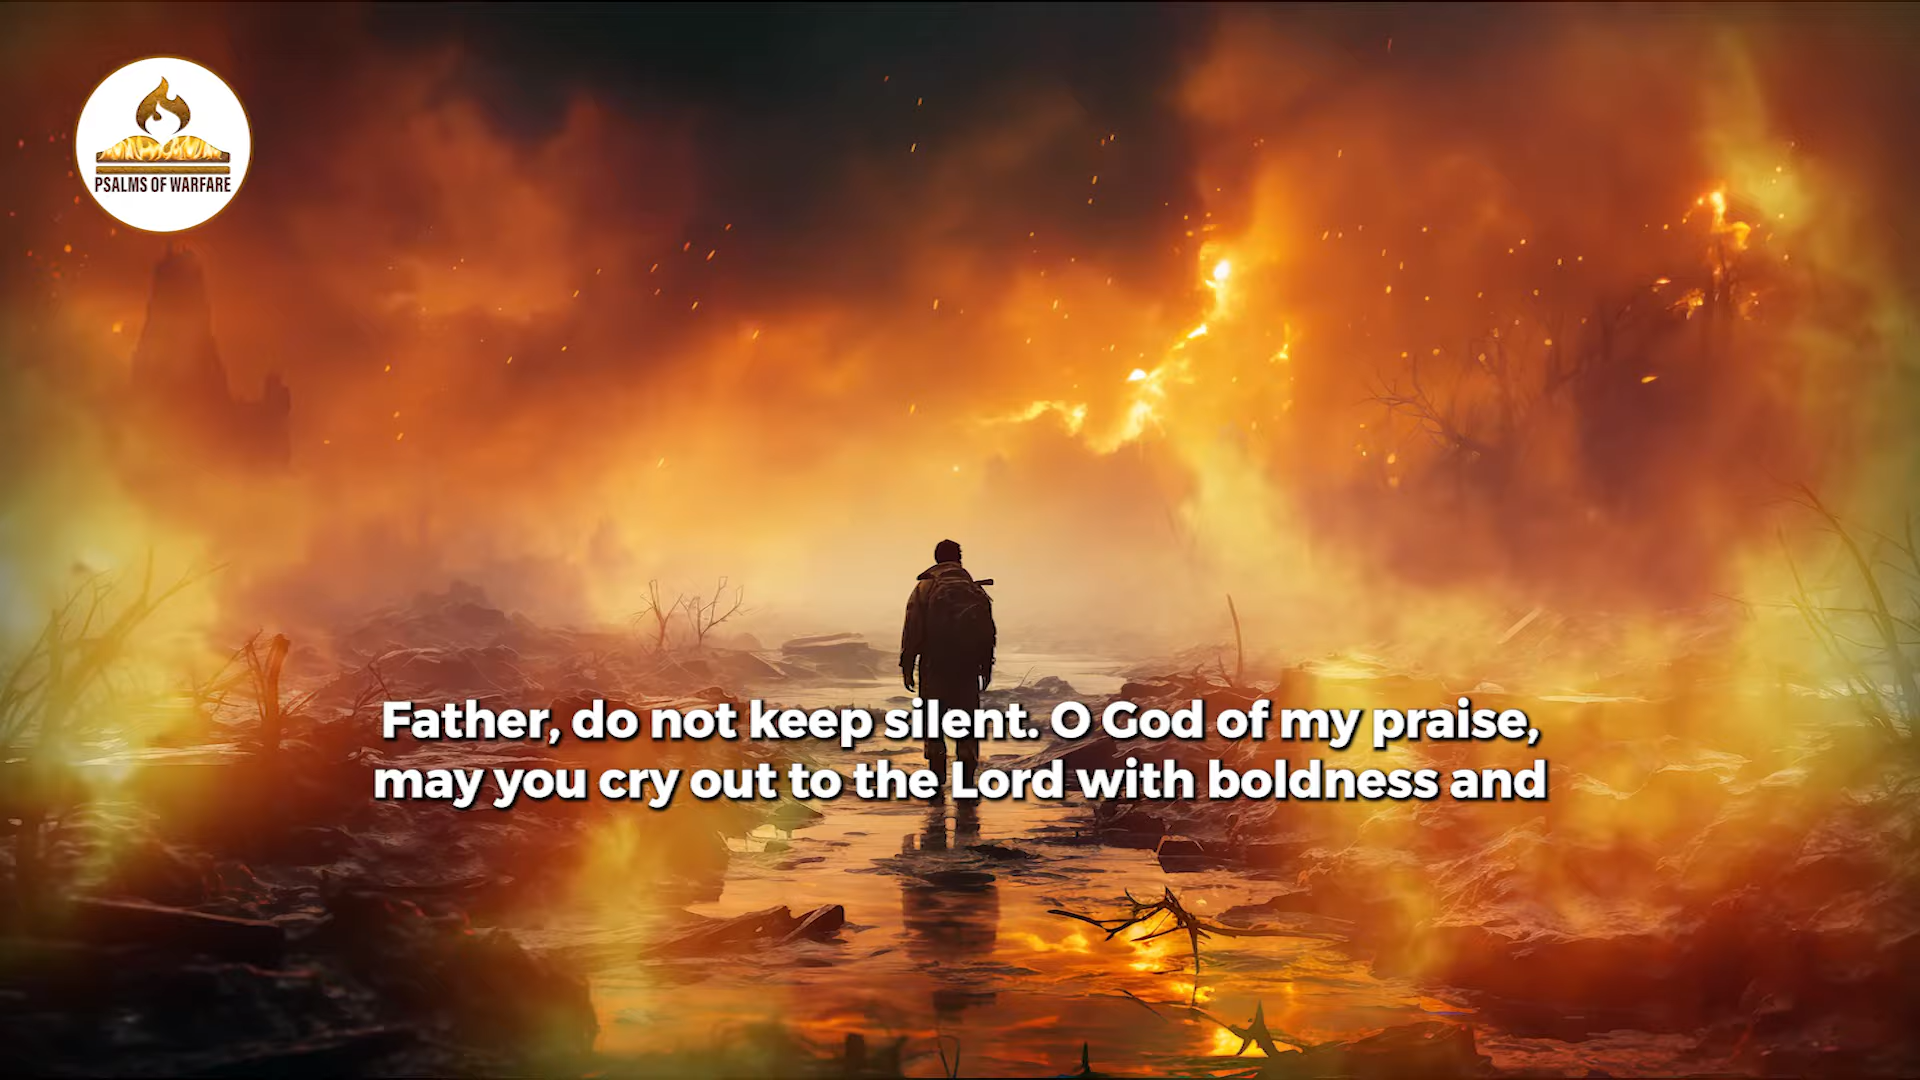 PSALMS OF WARFARE
Father, do not keep silent. O God of my praise,
may you cry out to the Lord with boldness and